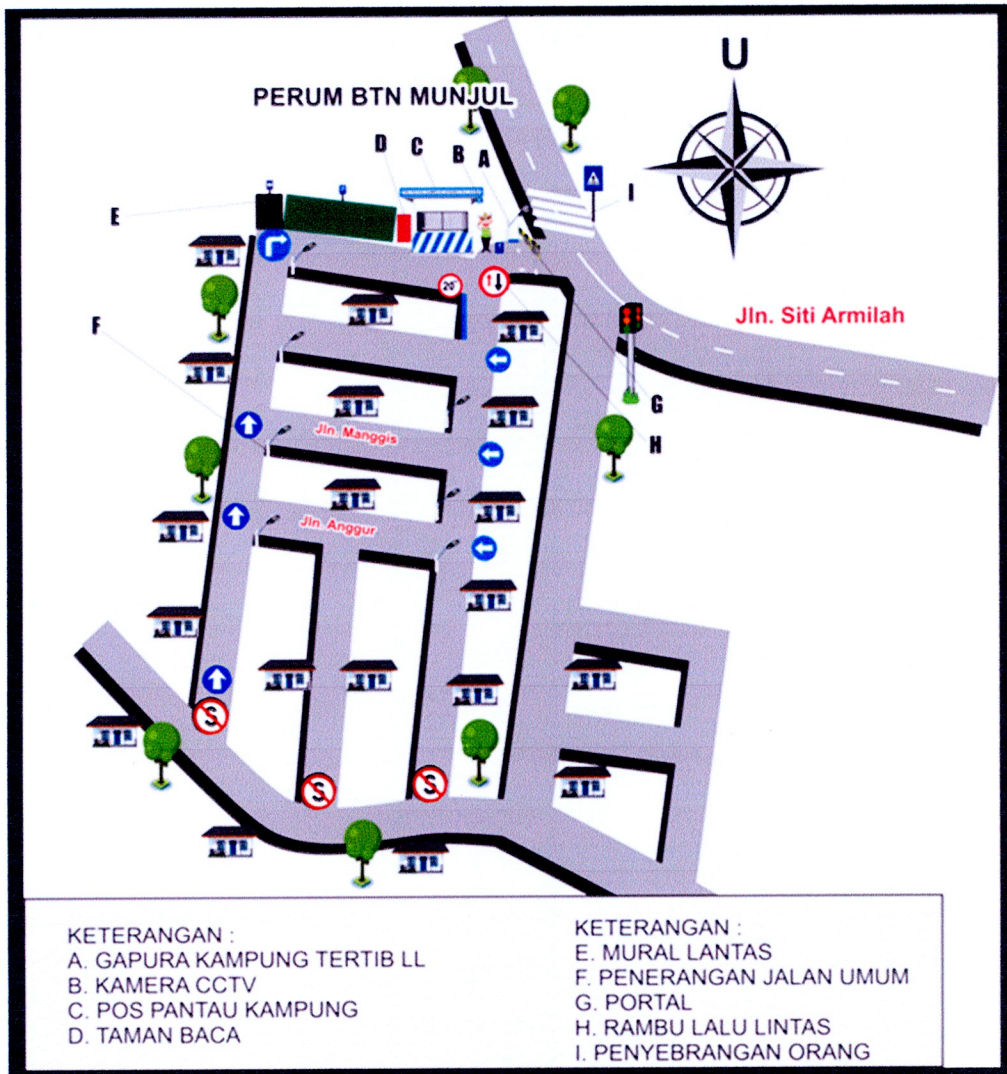 U
PERUM BTN MUNJUL
D C B A
E
I
20
Jln. Siti Armilah
F
G
H
Jln. Manggis
Jln. Anggur
S
S
S
KETERANGAN :
A. GAPURA KAMPUNG TERTIB LL
B. KAMERA CCTV
C. POS PANTAU KAMPUNG
D. TAMAN BACA
KETERANGAN :
E. MURAL LANTAS
F. PENERANGAN JALAN UMUM
G. PORTAL
H. RAMBU LALU LINTAS
I. PENYEBRANGAN ORANG